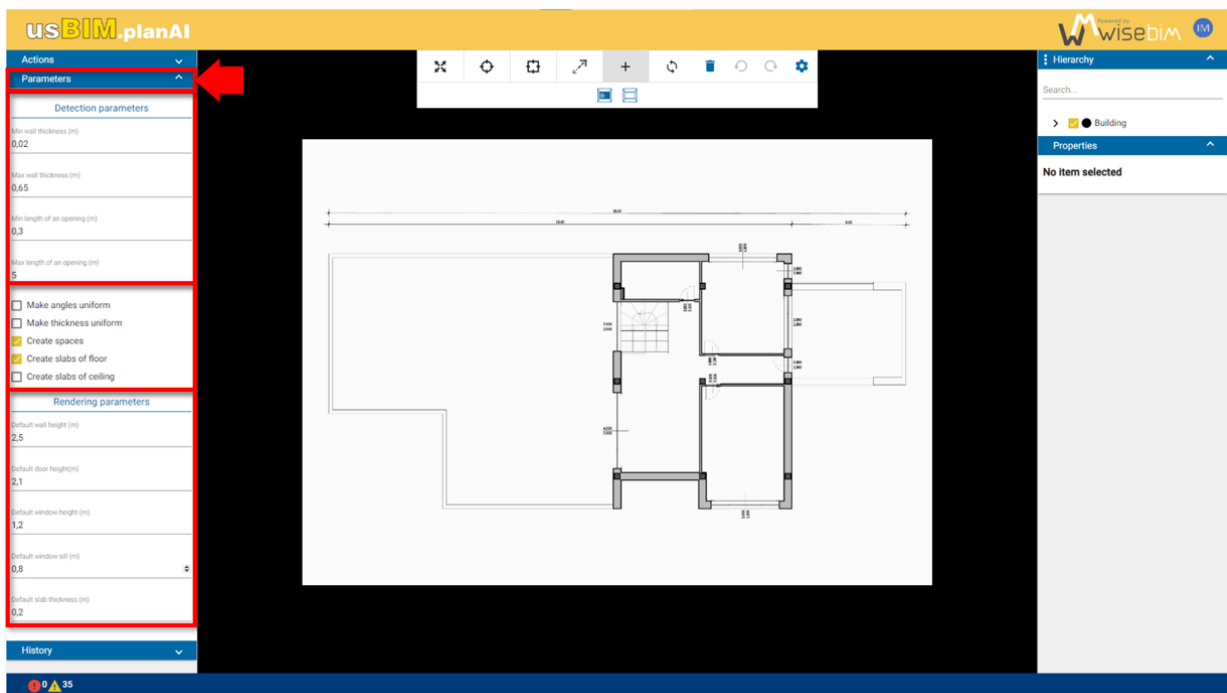 usBIM.planAI
Powered by
wisebim
IM
Actions
Parameters
Detection parameters
Min wall thickness (m)
0,02
Max wall thickness (m)
0,65
Min length of an opening (m)
0,3
Max length of an opening (m)
5
Make angles uniform
Make thickness uniform
Create spaces
Create slabs of floor
Create slabs of ceiling
Rendering parameters
Default wall height (m)
2,5
Default door height(m)
2,1
Default window height (m)
1,2
Default window sill (m)
0,8
Default slab thickness (m)
0,2
History
0 35
Hierarchy
Search...
Building
Properties
No item selected